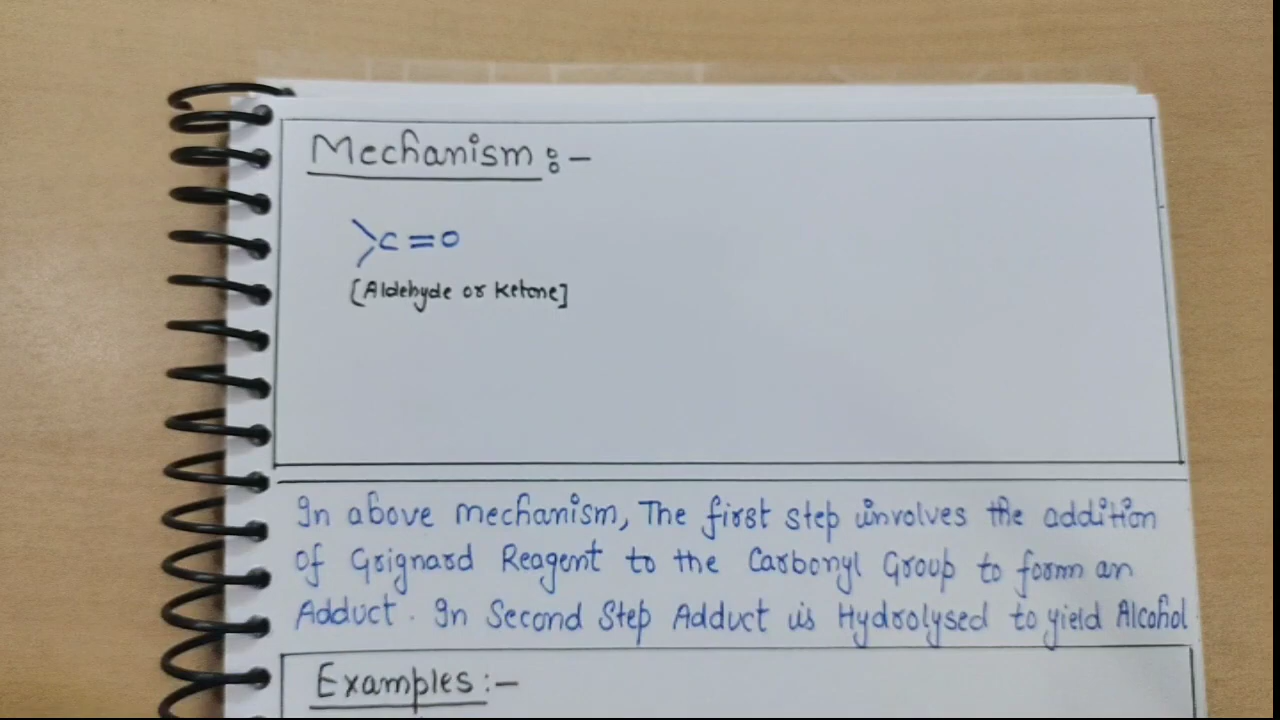 Mechanism :-
>C=O
[Aldehyde or Ketone]
In above mechanism, The first step involves the addition
of Grignard Reagent to the Carbonyl Group to form an
Adduct. In Second Step Adduct is Hydrolysed to yield Alcohol
Examples :-